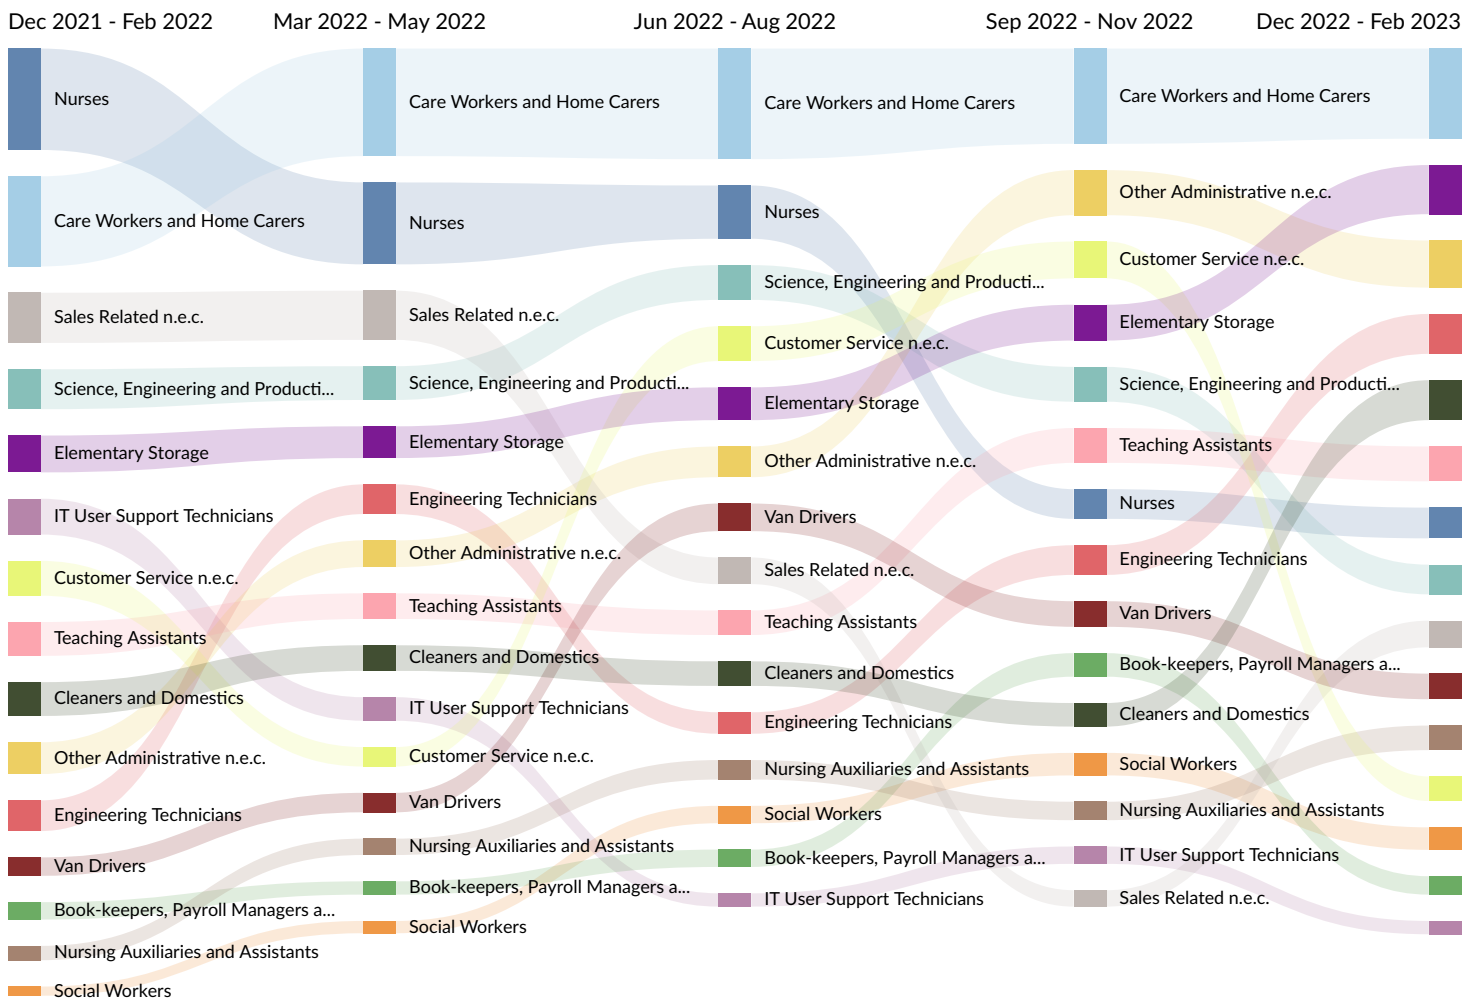 Dec 2021 - Feb 2022
Mar 2022 - May 2022
Jun 2022 - Aug 2022
Sep 2022 - Nov 2022
Dec 2022 - Feb 2023
Nurses
Care Workers and Home Carers
Sales Related n.e.c.
Science, Engineering and Producti...
Elementary Storage
IT User Support Technicians
Customer Service n.e.c.
Teaching Assistants
Cleaners and Domestics
Other Administrative n.e.c.
Engineering Technicians
Van Drivers
Book-keepers, Payroll Managers a...
Nursing Auxiliaries and Assistants
Social Workers
Care Workers and Home Carers
Nurses
Sales Related n.e.c.
Science, Engineering and Producti...
Elementary Storage
Engineering Technicians
Other Administrative n.e.c.
Teaching Assistants
Cleaners and Domestics
IT User Support Technicians
Customer Service n.e.c.
Van Drivers
Nursing Auxiliaries and Assistants
Book-keepers, Payroll Managers a...
Social Workers
Care Workers and Home Carers
Nurses
Science, Engineering and Producti...
Customer Service n.e.c.
Elementary Storage
Other Administrative n.e.c.
Van Drivers
Sales Related n.e.c.
Teaching Assistants
Cleaners and Domestics
Engineering Technicians
Nursing Auxiliaries and Assistants
Social Workers
Book-keepers, Payroll Managers a...
IT User Support Technicians
Care Workers and Home Carers
Other Administrative n.e.c.
Customer Service n.e.c.
Elementary Storage
Science, Engineering and Producti...
Teaching Assistants
Nurses
Engineering Technicians
Van Drivers
Book-keepers, Payroll Managers a...
Cleaners and Domestics
Social Workers
Nursing Auxiliaries and Assistants
IT User Support Technicians
Sales Related n.e.c.